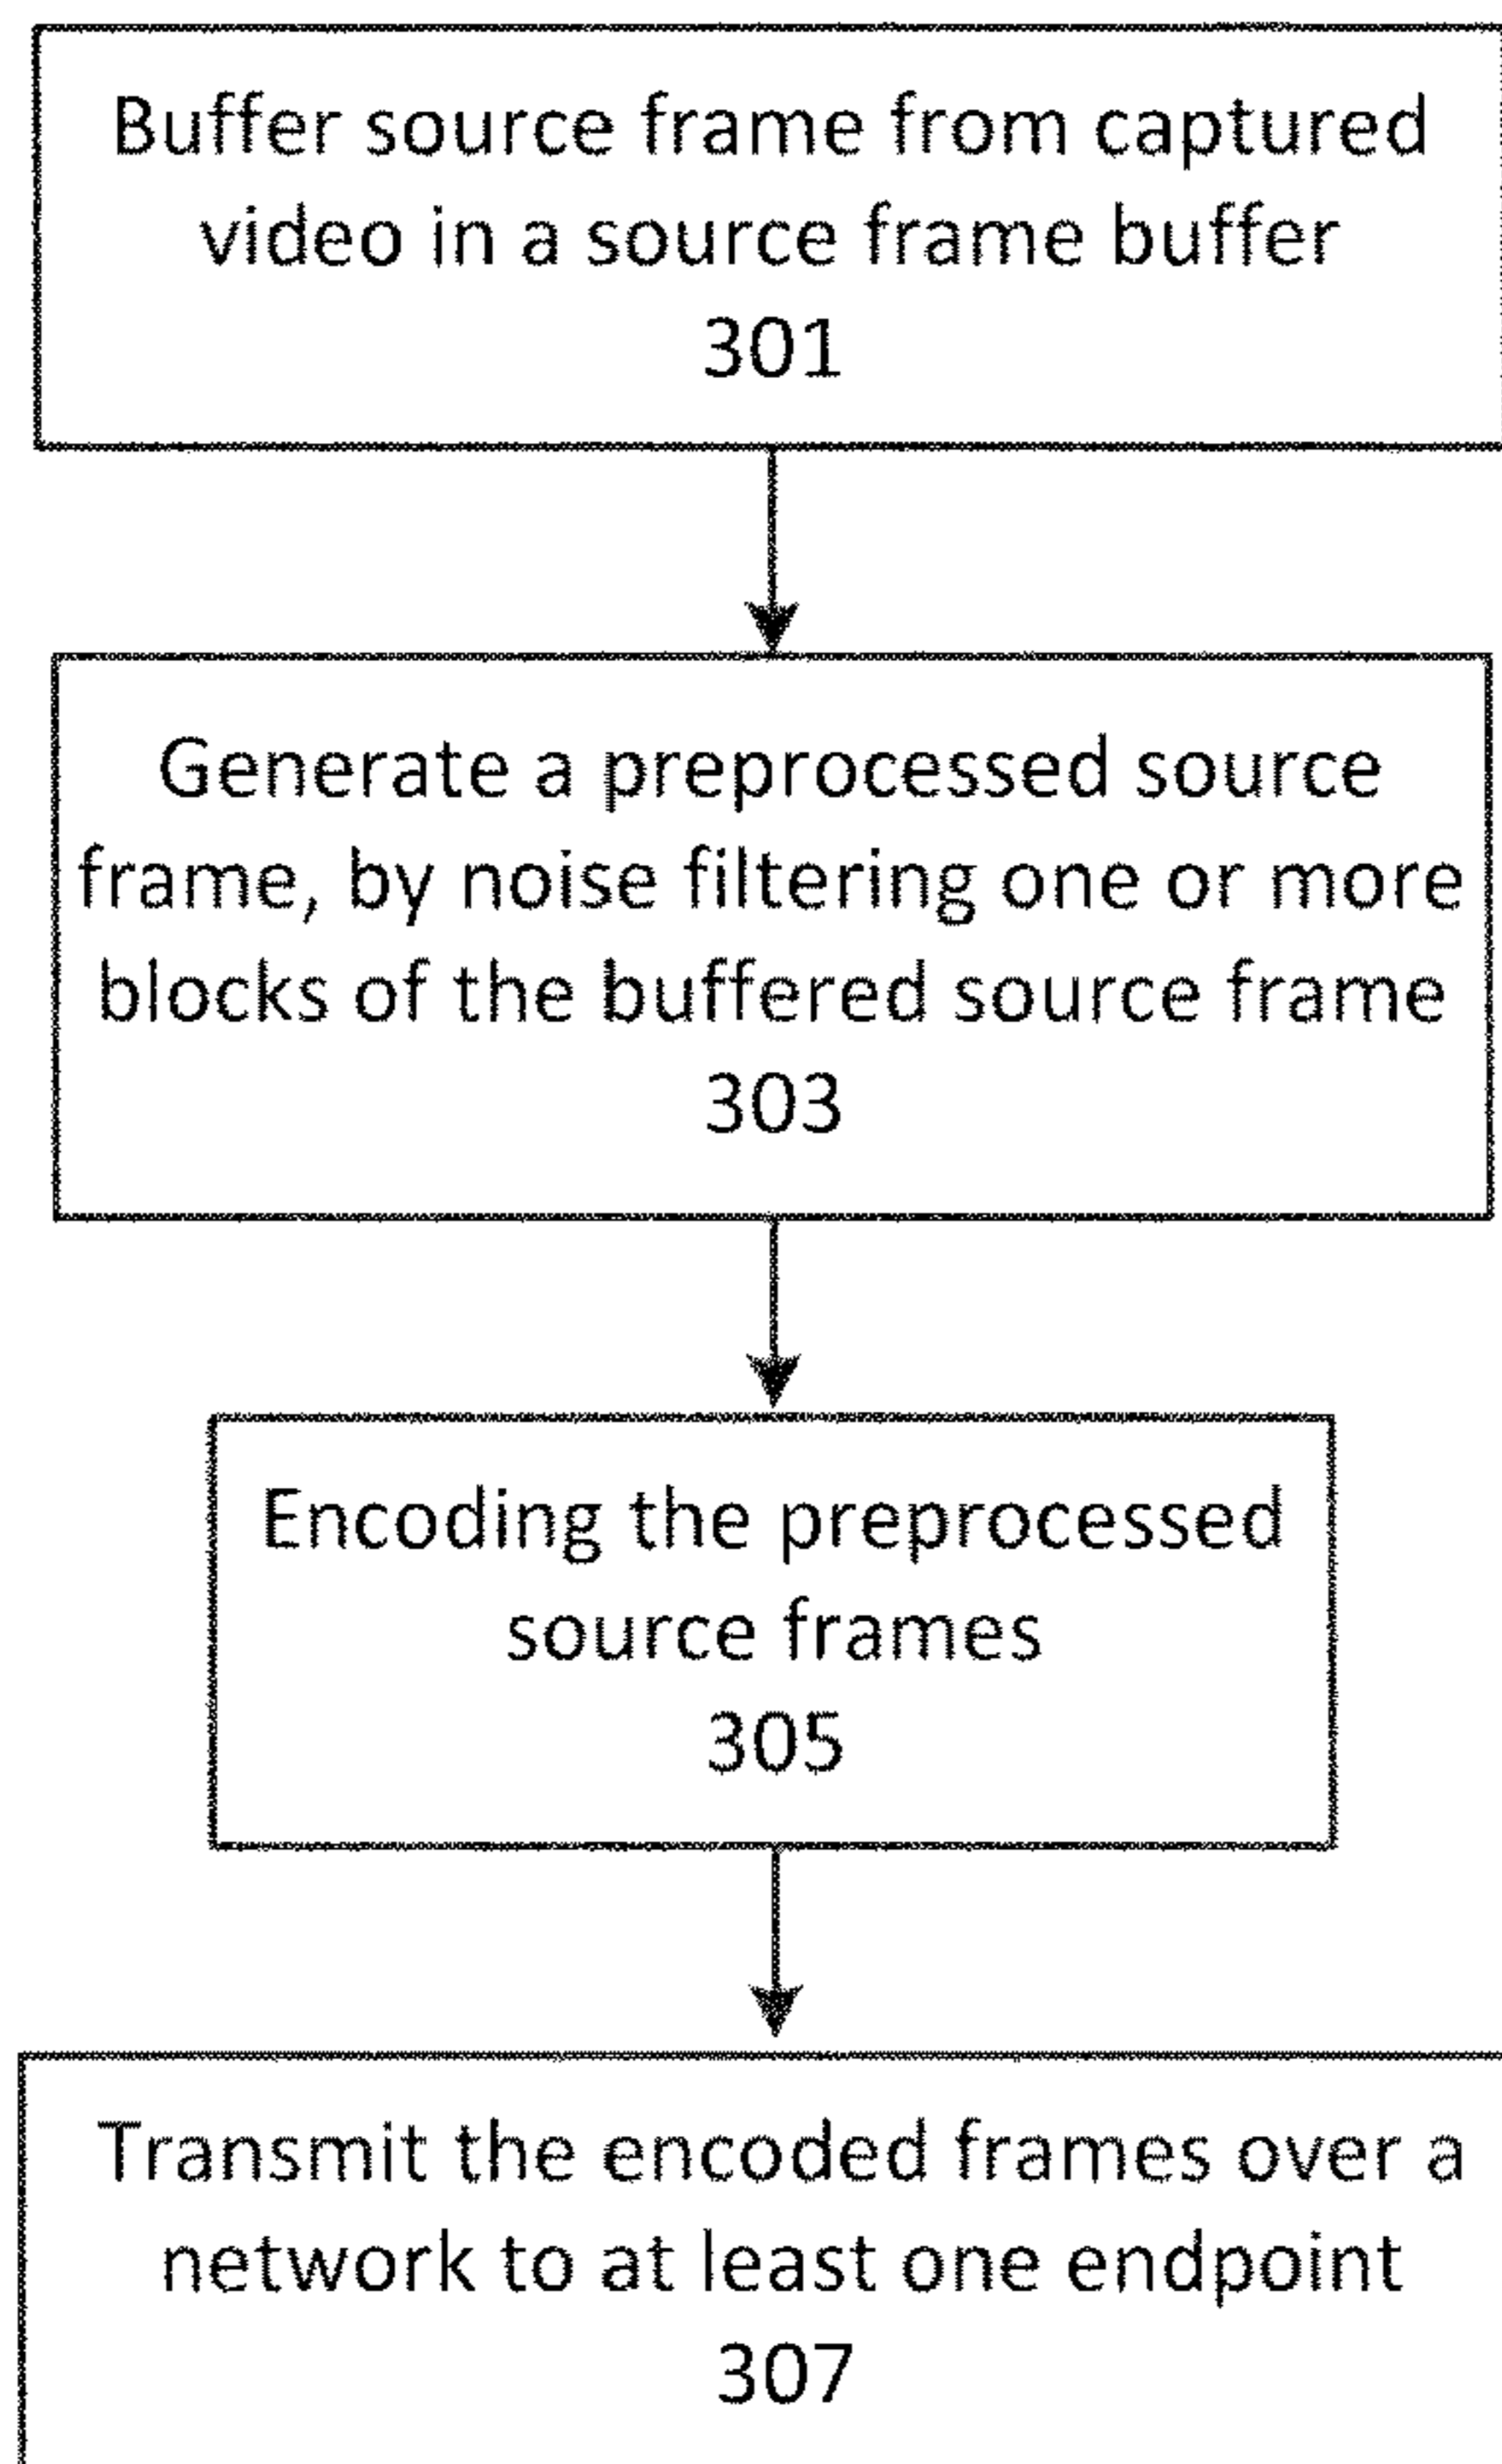 Buffer source frame from captured
video in a source frame buffer
301
Generate a preprocessed source
frame, by noise filtering one or more
blocks of the buffered source frame
303
Encoding the preprocessed
source frames
305
Transmit the encoded frames over a
network to at least one endpoint
307